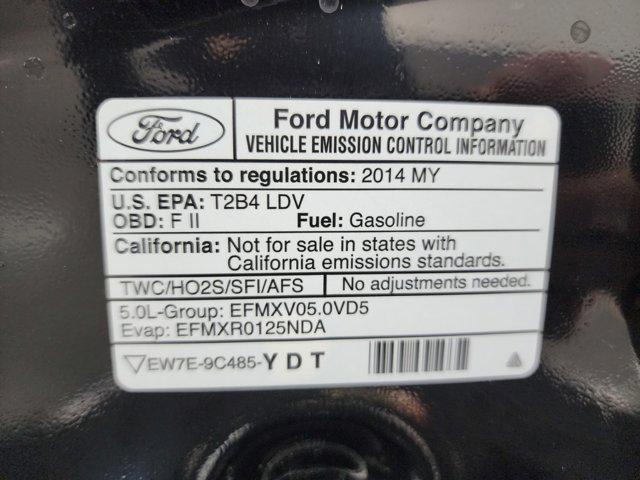 Ford
Ford Motor Company
VEHICLE EMISSION CONTROL INFORMATION
Conforms to regulations: 2014 MY
U.S. EPA: T2B4 LDV
OBD: F II Fuel: Gasoline
California: Not for sale in states with
California emissions standards.
TWC/HO2S/SFI/AFS No adjustments needed.
5.0L-Group: EFMXV05.0VD5
Evap: EFMXR0125NDA
EW7E-9C485-Y D T